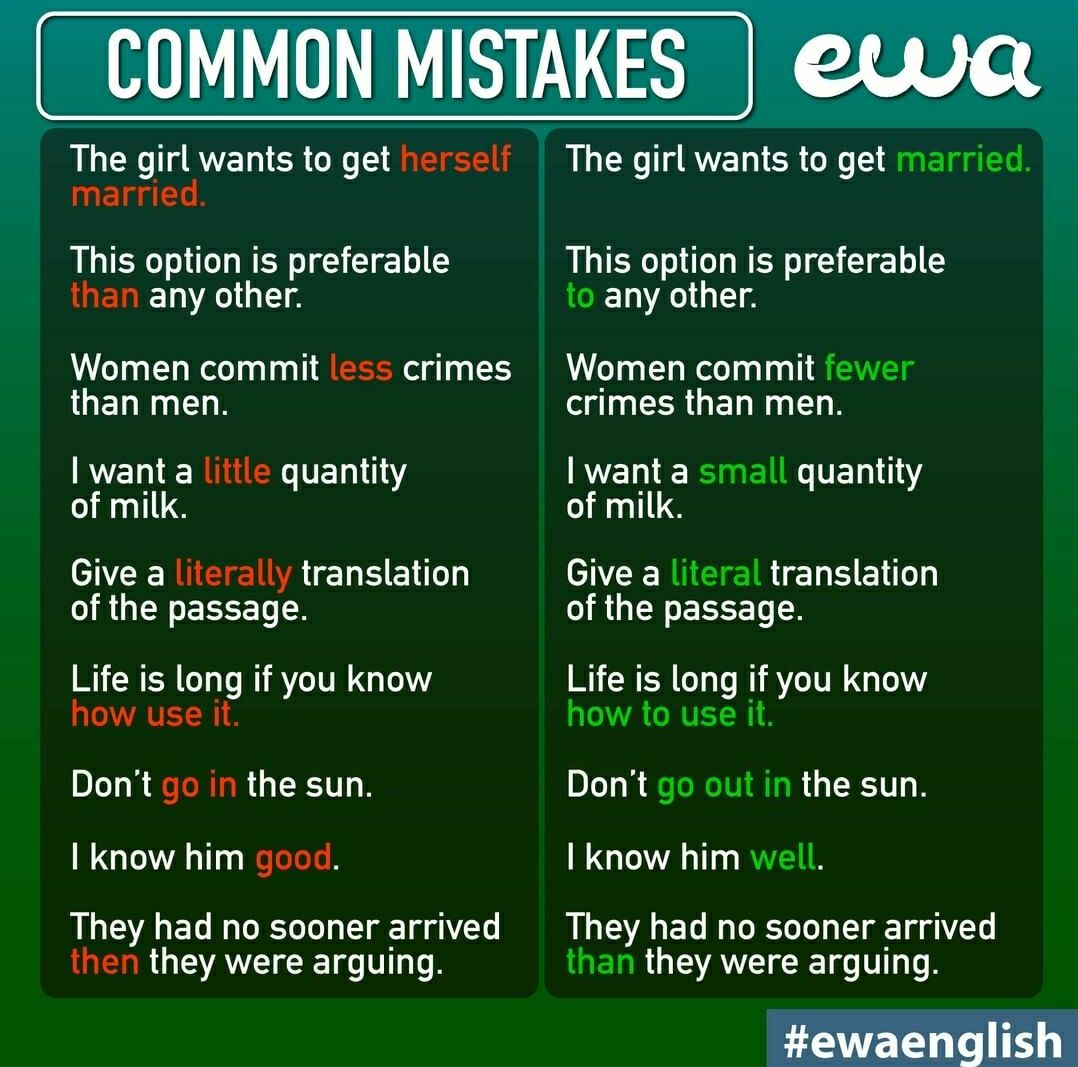 COMMON MISTAKES
ewa
The girl wants to get herself
married.
The girl wants to get married.
This option is preferable
than any other.
This option is preferable
to any other.
Women commit less crimes
than men.
Women commit fewer
crimes than men.
I want a little quantity
of milk.
I want a small quantity
of milk.
Give a literally translation
of the passage.
Give a literal translation
of the passage.
Life is long if you know
how use it.
Life is long if you know
how to use it.
Don't go in the sun.
Don't go out in the sun.
I know him good.
I know him well.
They had no sooner arrived
then they were arguing.
They had no sooner arrived
than they were arguing.
#ewaenglish